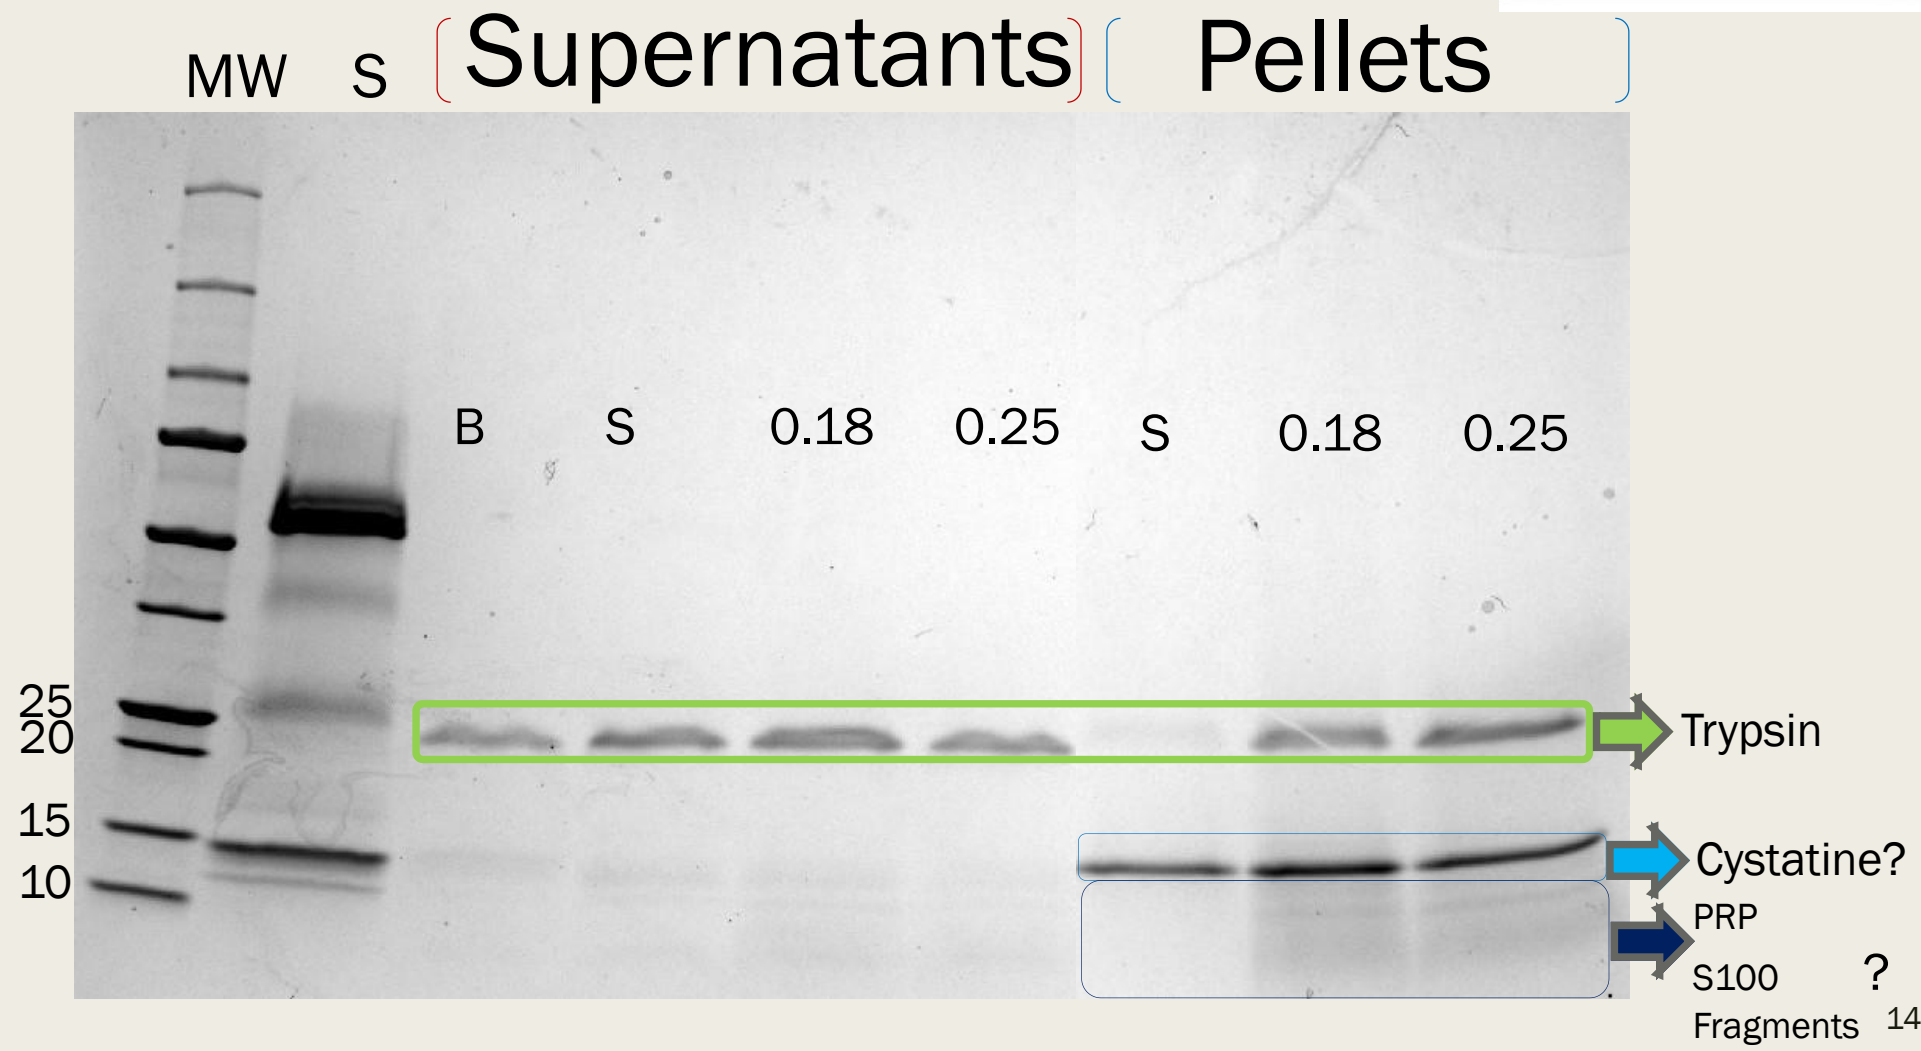 MW S Supernatants Pellets
B S 0.18 0.25 S 0.18 0.25
25
20
Trypsin
15
Cystatine?
10
PRP
S100 ?
Fragments
14